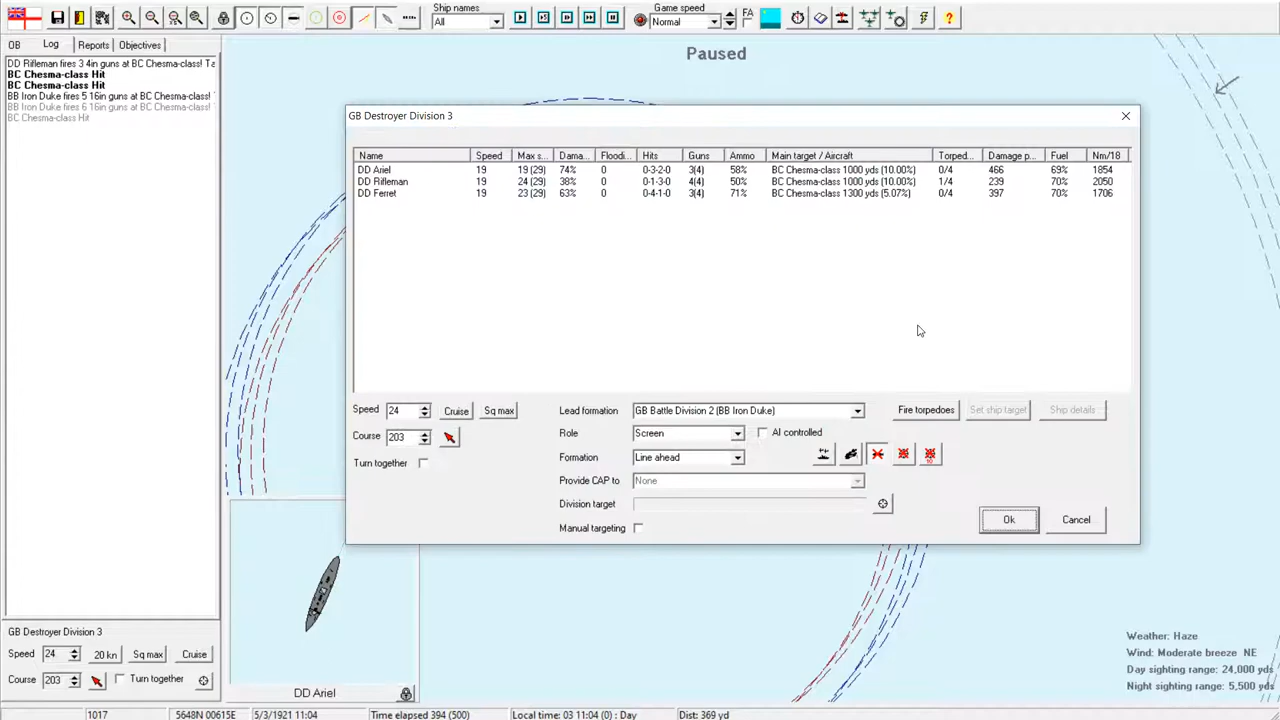 Ship names
All
Game speed
Normal
FA
OB
Log
Reports
Objectives
DD Rifleman fires 3 4in guns at BC Chesma-class! Ta
BC Chesma-class Hit
BC Chesma-class Hit
BB Iron Duke fires 5 16in guns at BC Chesma-class!
BB Iron Duke fires 6 16in guns at BC Chesma-class!
BC Chesma-class Hit
Paused
GB Destroyer Division 3
Name Speed Max s... Dama... Floodi... Hits Guns Ammo Main target / Aircraft Torped... Damage p... Fuel Nm/18
DD Ariel 19 19 (29) 74% 0 0-3-2-0 3(4) 58% BC Chesma-class 1000 yds (10.00%) 0/4 466 69% 1854
DD Rifleman 19 24 (29) 38% 0 0-1-3-0 4(4) 50% BC Chesma-class 1000 yds (10.00%) 1/4 239 70% 2050
DD Ferret 19 23 (29) 63% 0 0-4-1-0 3(4) 71% BC Chesma-class 1300 yds (5.07%) 0/4 397 70% 1706
Speed 24 Cruise Sq max
Course 203
Turn together
Lead formation GB Battle Division 2 (BB Iron Duke)
Role Screen AI controlled
Formation Line ahead
Provide CAP to None
Division target
Manual targeting
Fire torpedoes Set ship target Ship details
10
Ok Cancel
DD Ariel
GB Destroyer Division 3
Speed 24 20 kn Sq max Cruise
Course 203 Turn together
Weather: Haze
Wind: Moderate breeze NE
Day sighting range: 24,000 yds
Night sighting range: 5,500 yds
1017 5648N 00615E 5/3/1921 11:04 Time elapsed 394 (500) Local time: 03 11:04 (0) : Day Dist: 369 yd